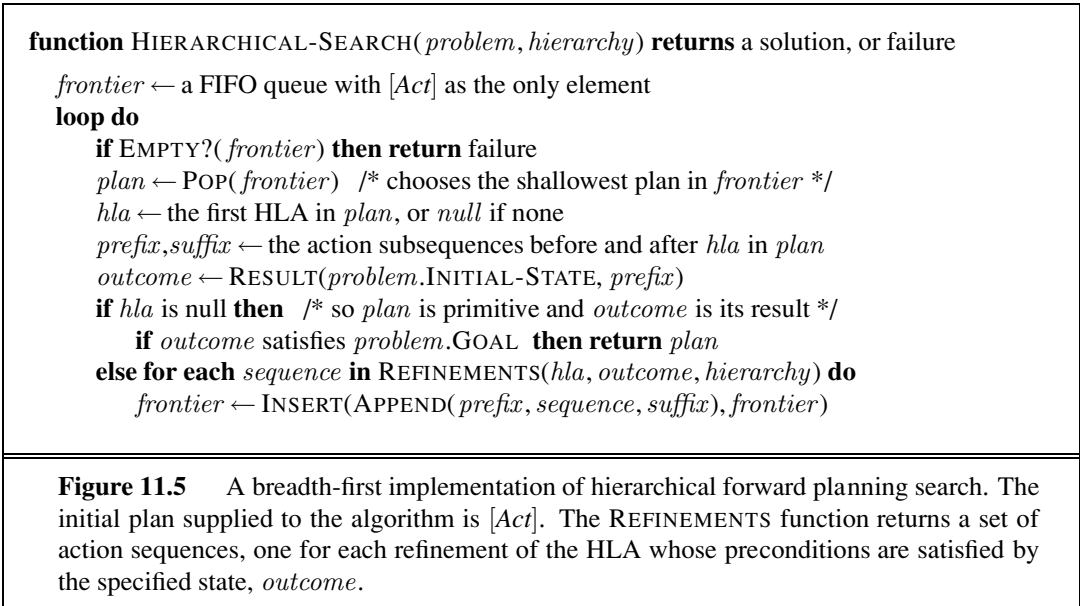 function HIERARCHICAL-SEARCH(problem, hierarchy) returns a solution, or failure
frontier ← a FIFO queue with [Act] as the only element
loop do
if EMPTY?(frontier) then return failure
plan ← POP(frontier) /* chooses the shallowest plan in frontier */
hla ← the first HLA in plan, or null if none
prefix,suffix ← the action subsequences before and after hla in plan
outcome ← RESULT(problem.INITIAL-STATE, prefix)
if hla is null then /* so plan is primitive and outcome is its result */
if outcome satisfies problem.GOAL then return plan
else for each sequence in REFINEMENTS(hla, outcome, hierarchy) do
frontier ← INSERT(APPEND(prefix, sequence, suffix), frontier)
Figure 11.5 A breadth-first implementation of hierarchical forward planning search. The
initial plan supplied to the algorithm is [Act]. The REFINEMENTS function returns a set of
action sequences, one for each refinement of the HLA whose preconditions are satisfied by
the specified state, outcome.